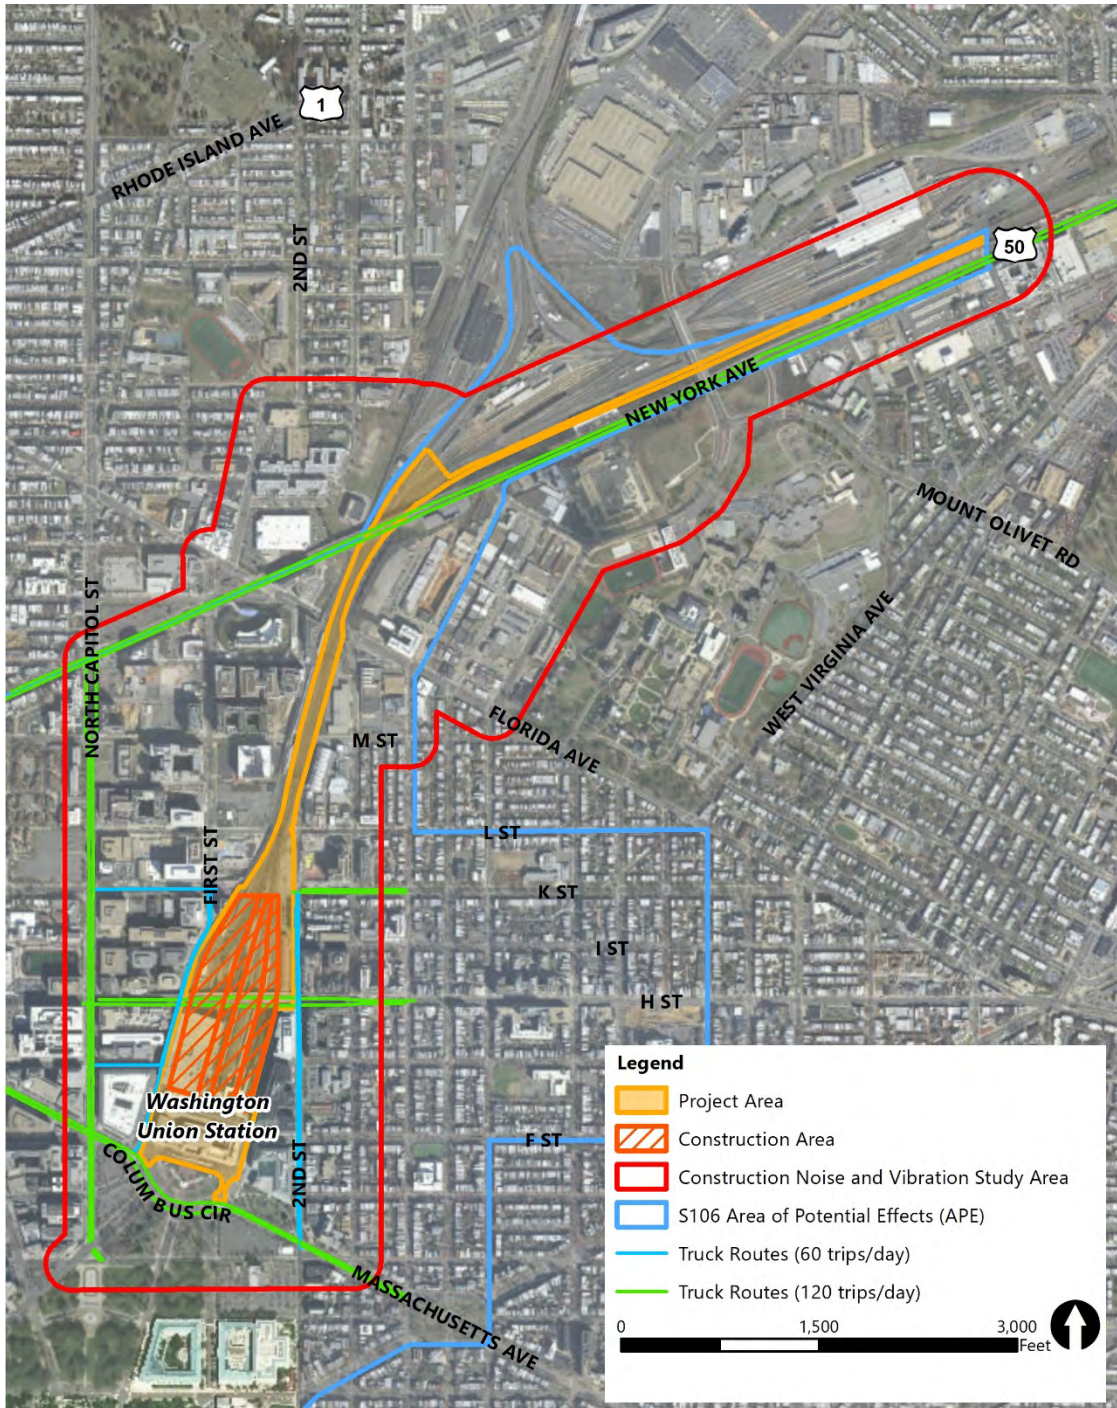 1
RHODE ISLAND AVE
2ND ST
50
NEW YORK AVE
MOUNT OLIVET RD
NORTH CAPITOL ST
WEST VIRGINIA AVE
FLORIDA AVE
M ST
L ST
FIRST ST
K ST
I ST
H ST
Washington
Union Station
F ST
2ND ST
COLUMBUS CIR
MASSACHUSETTS AVE
Legend
Project Area
Construction Area
Construction Noise and Vibration Study Area
S106 Area of Potential Effects (APE)
Truck Routes (60 trips/day)
Truck Routes (120 trips/day)
0 1,500 3,000
Feet